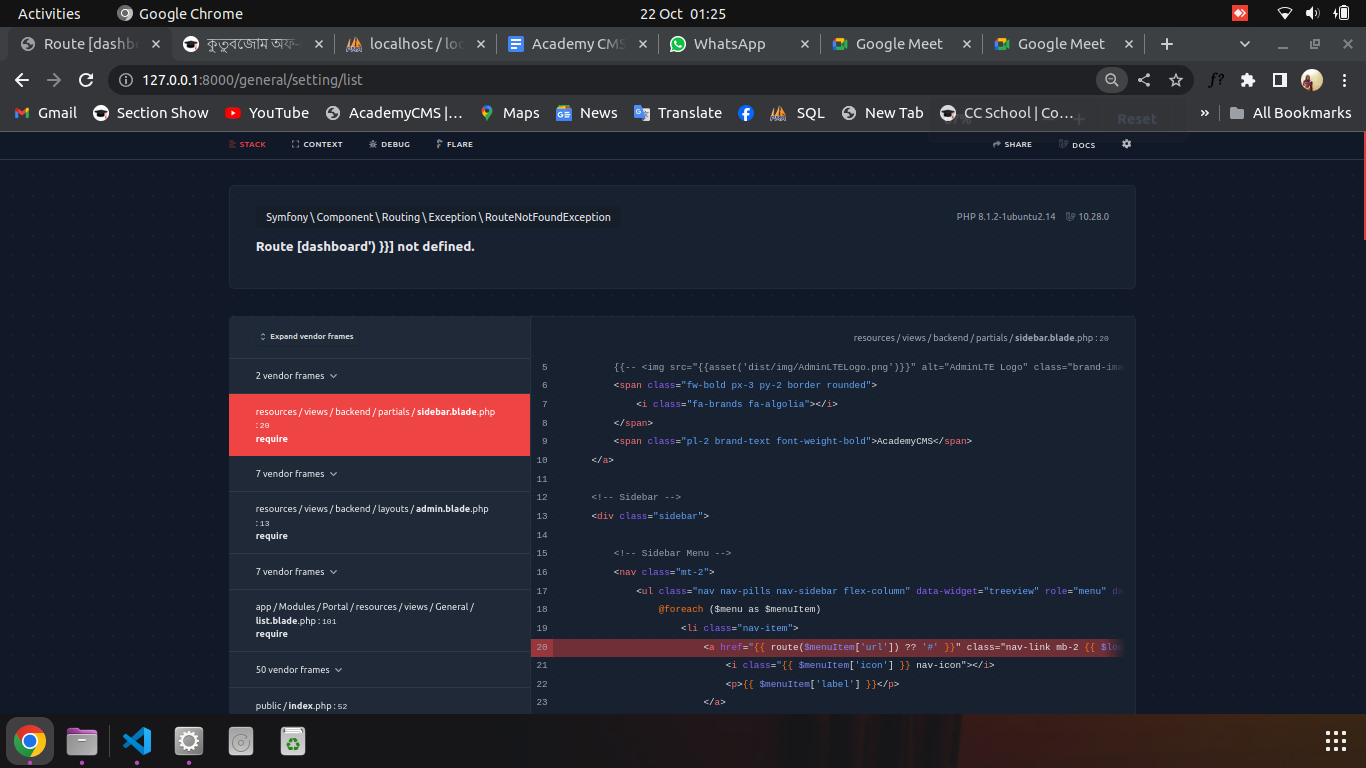 Activities
Google Chrome
22 Oct 01:25
Route [dashb
কুতুবজোম অফ-
localhost / loc
Academy CMS
WhatsApp
Google Meet
Google Meet
127.0.0.1:8000/general/setting/list
f?
Gmail
Section Show
YouTube
AcademyCMS |...
Maps
News
Translate
SQL
New Tab
CC School | Co...
»
All Bookmarks
Reset
STACK
CONTEXT
DEBUG
FLARE
SHARE
DOCS
Symfony\Component\Routing\Exception\RouteNotFoundException
PHP 8.1.2-1ubuntu2.14
10.28.0
Route [dashboard') }}] not defined.
Expand vendor frames
2 vendor frames
resources / views / backend / partials / sidebar.blade.php
:20
require
7 vendor frames
resources / views / backend / layouts / admin.blade.php
:13
require
7 vendor frames
app / Modules / Portal / resources / views / General /
list.blade.php:101
require
50 vendor frames
public / index.php:52
resources / views / backend / partials / sidebar.blade.php :20
5 {{-- <img src="{{asset('dist/img/AdminLTELogo.png')}}" alt="AdminLTE Logo" class="brand-ima
6 <span class="fw-bold px-3 py-2 border rounded">
7 <i class="fa-brands fa-algolia"></i>
8 </span>
9 <span class="pl-2 brand-text font-weight-bold">AcademyCMS</span>
10 </a>
11
12 <!-- Sidebar -->
13 <div class="sidebar">
14
15 <!-- Sidebar Menu -->
16 <nav class="mt-2">
17 <ul class="nav nav-pills nav-sidebar flex-column" data-widget="treeview" role="menu" da
18 @foreach ($menu as $menuItem)
19 <li class="nav-item">
20 <a href="{{ route($menuItem['url']) ?? '#' }}" class="nav-link mb-2 {{ $lo
21 <i class="{{ $menuItem['icon'] }} nav-icon"></i>
22 <p>{{ $menuItem['label'] }}</p>
23 </a>